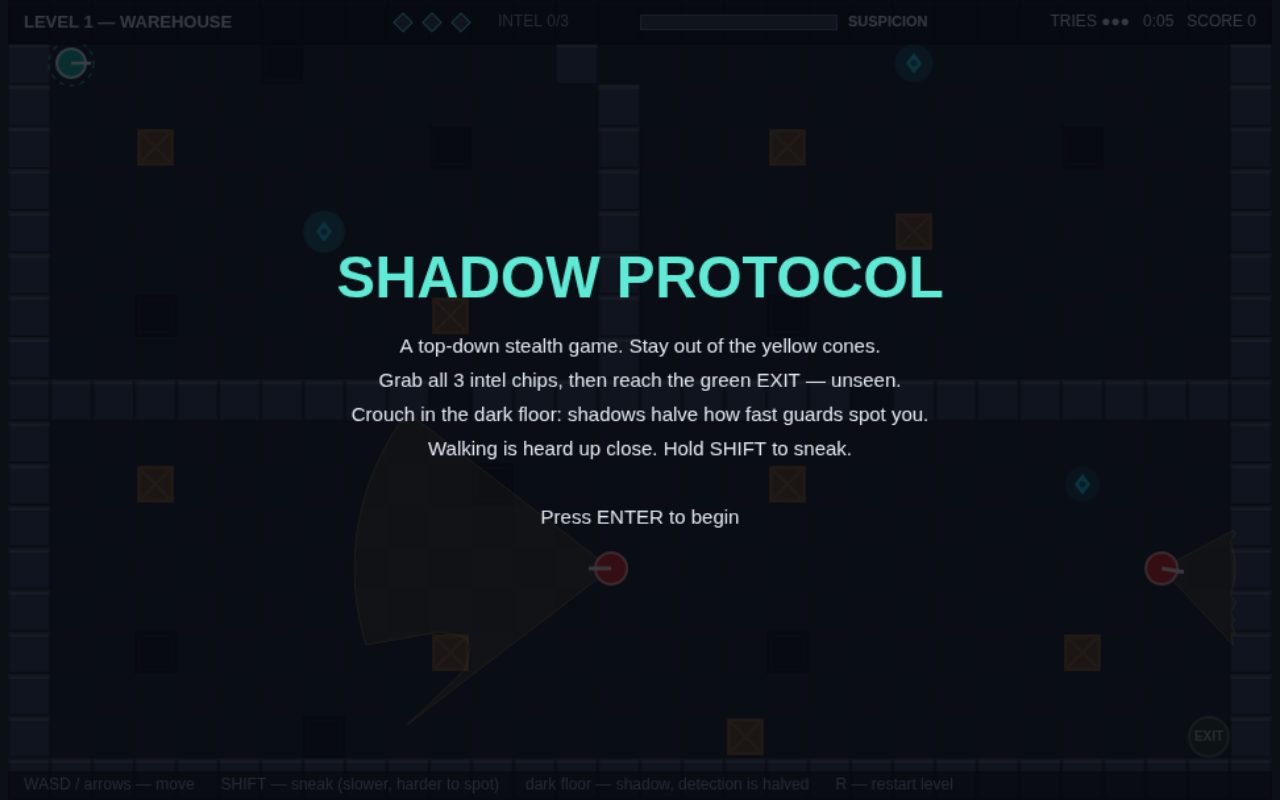 LEVEL 1 — WAREHOUSE
INTEL 0/3
SUSPICION
TRIES ●●● 0:05 SCORE 0
SHADOW PROTOCOL
A top-down stealth game. Stay out of the yellow cones.
Grab all 3 intel chips, then reach the green EXIT — unseen.
Crouch in the dark floor: shadows halve how fast guards spot you.
Walking is heard up close. Hold SHIFT to sneak.
Press ENTER to begin
EXIT
WASD / arrows — move SHIFT — sneak (slower, harder to spot) dark floor — shadow, detection is halved R — restart level